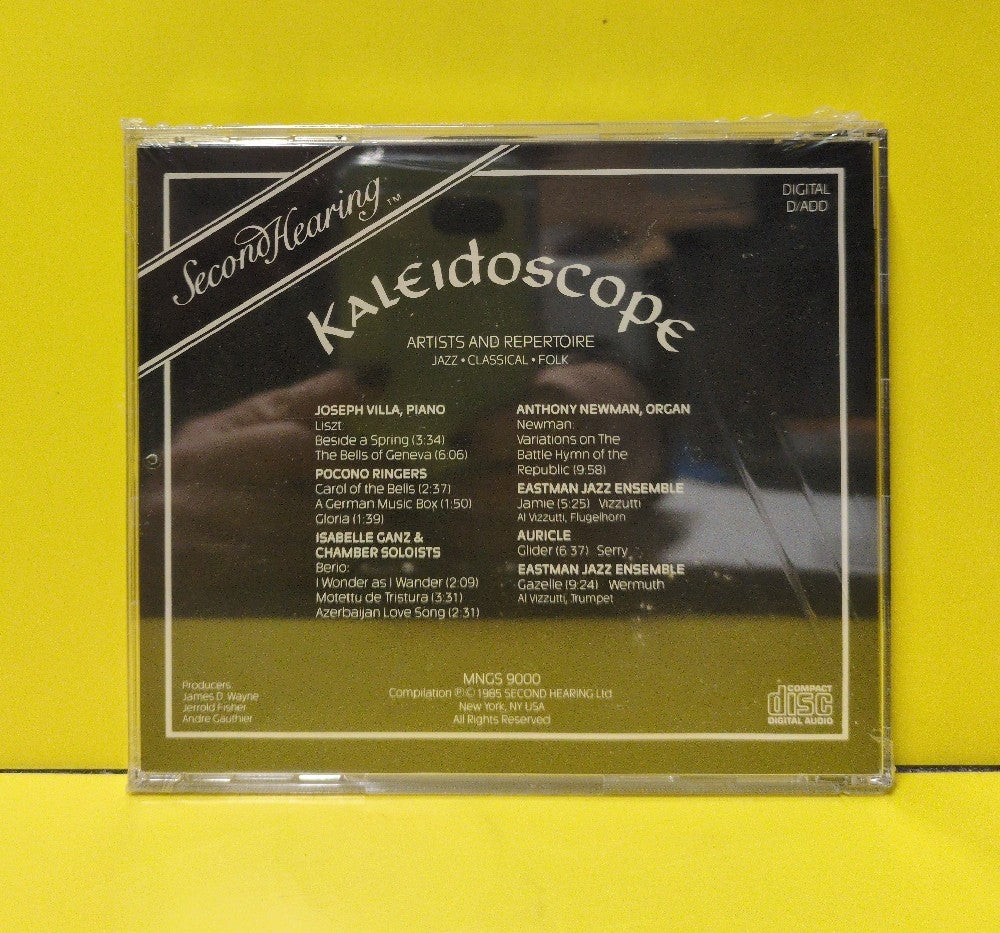 SecondHearing™
DIGITAL
D/ADD
KALEIdOSCOPE
ARTISTS AND REPERTOIRE
JAZZ • CLASSICAL • FOLK
JOSEPH VILLA, PIANO
Liszt:
Beside a Spring (3:34)
The Bells of Geneva (6:06)
POCONO RINGERS
Carol of the Bells (2:37)
A German Music Box (1:50)
Gloria (1:39)
ISABELLE GANZ &
CHAMBER SOLOISTS
Berio:
I Wonder as I Wander (2:09)
Motettu de Tristura (3:31)
Azerbaijan Love Song (2:31)
ANTHONY NEWMAN, ORGAN
Newman:
Variations on The
Battle Hymn of the
Republic (9:58)
EASTMAN JAZZ ENSEMBLE
Jamie (5:25) Vizzutti
Al Vizzutti, Flugelhorn
AURICLE
Glider (6:37) Serry
EASTMAN JAZZ ENSEMBLE
Gazelle (9:24) Wermuth
Al Vizzutti, Trumpet
Producers:
James D. Wayne
Jerrold Fisher
Andre Gauthier
MNGS 9000
Compilation ℗ © 1985 SECOND HEARING Ltd.
New York, NY USA
All Rights Reserved
COMPACT
disc
DIGITAL AUDIO